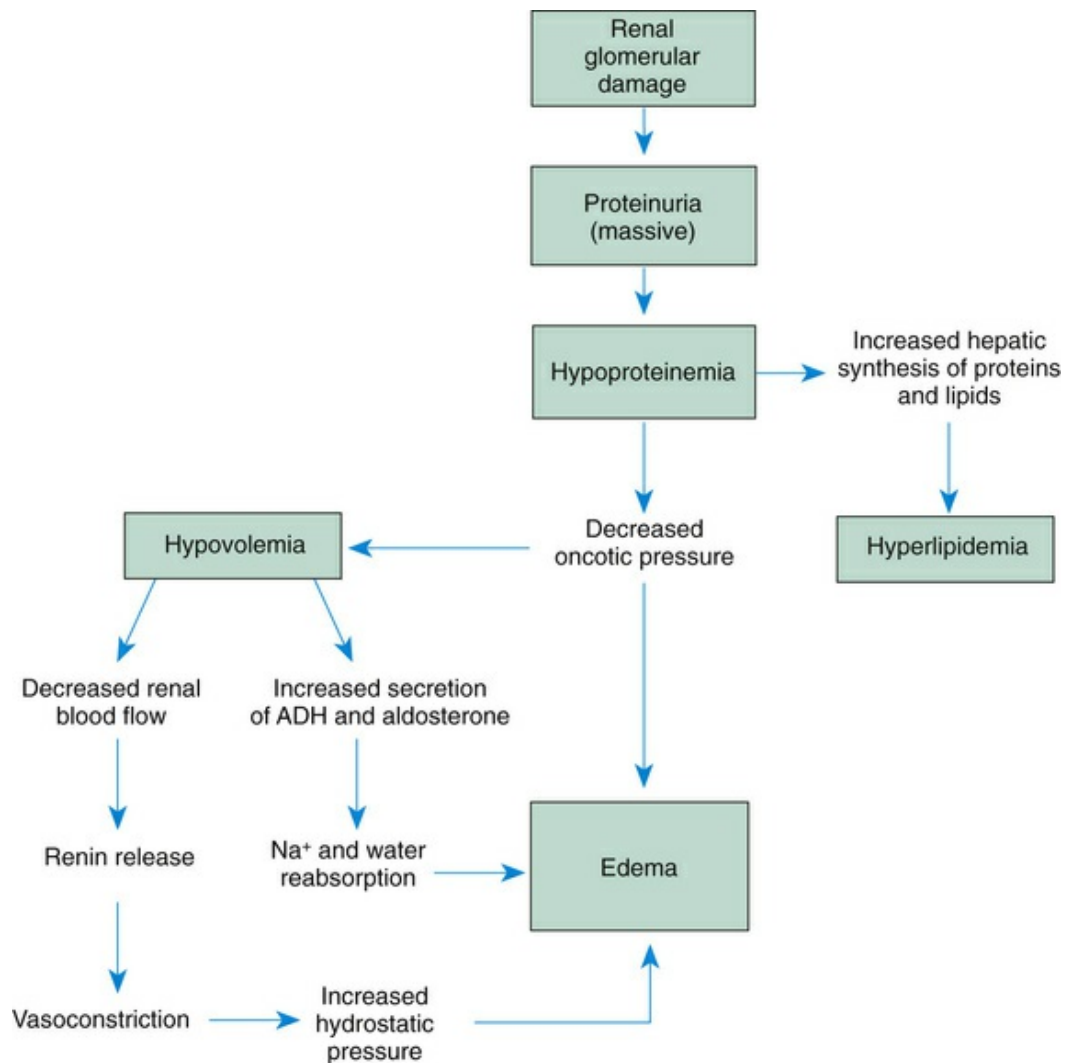 Renal
glomerular
damage
Proteinuria
(massive)
Hypoproteinemia
Increased hepatic
synthesis of proteins
and lipids
Decreased
oncotic pressure
Hyperlipidemia
Hypovolemia
Decreased renal
blood flow
Increased secretion
of ADH and aldosterone
Renin release
Na⁺ and water
reabsorption
Edema
Vasoconstriction
Increased
hydrostatic
pressure